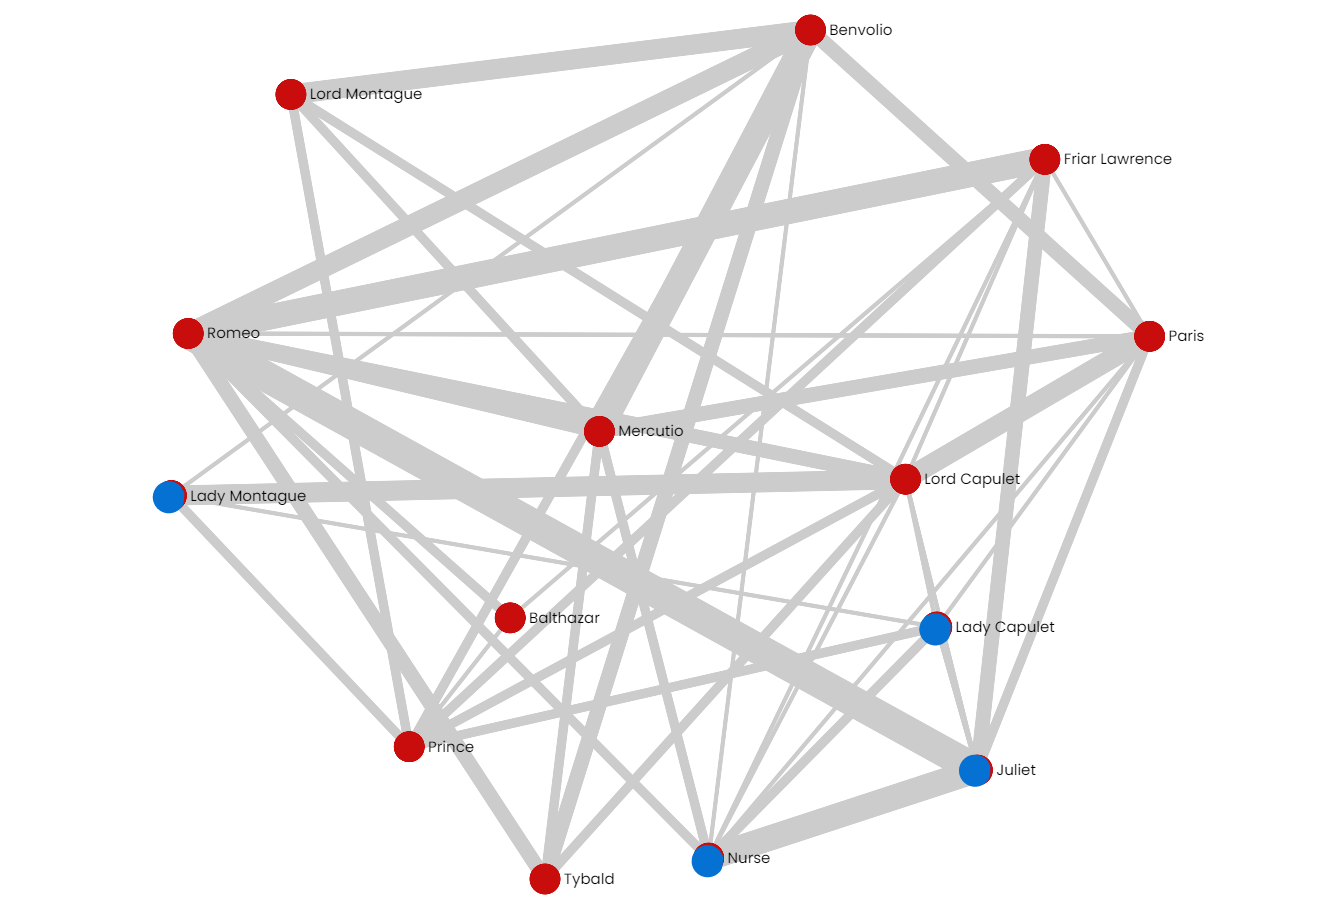 Benvolio
Lord Montague
Friar Lawrence
Romeo
Paris
Mercutio
Lord Capulet
Lady Montague
Balthazar
Lady Capulet
Prince
Juliet
Nurse
Tybald